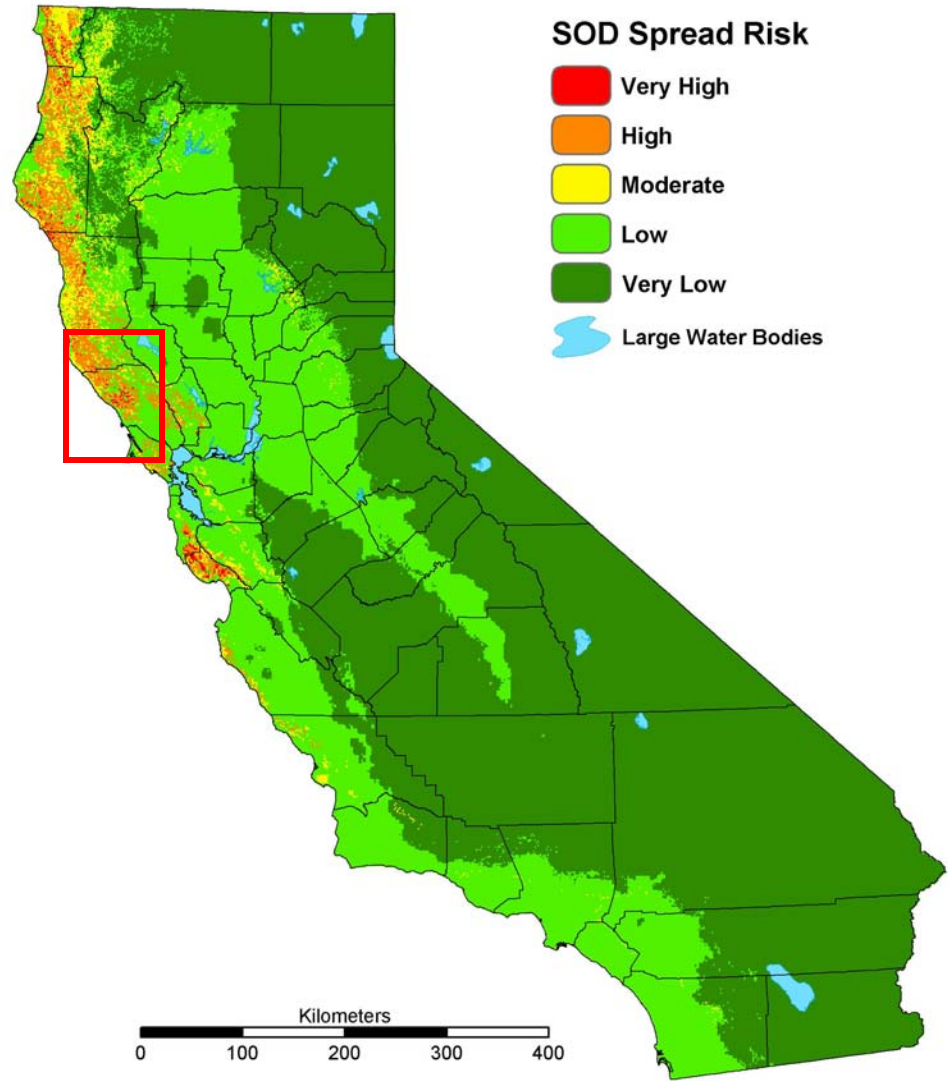 SOD Spread Risk
Very High
High
Moderate
Low
Very Low
Large Water Bodies
Kilometers
0 100 200 300 400